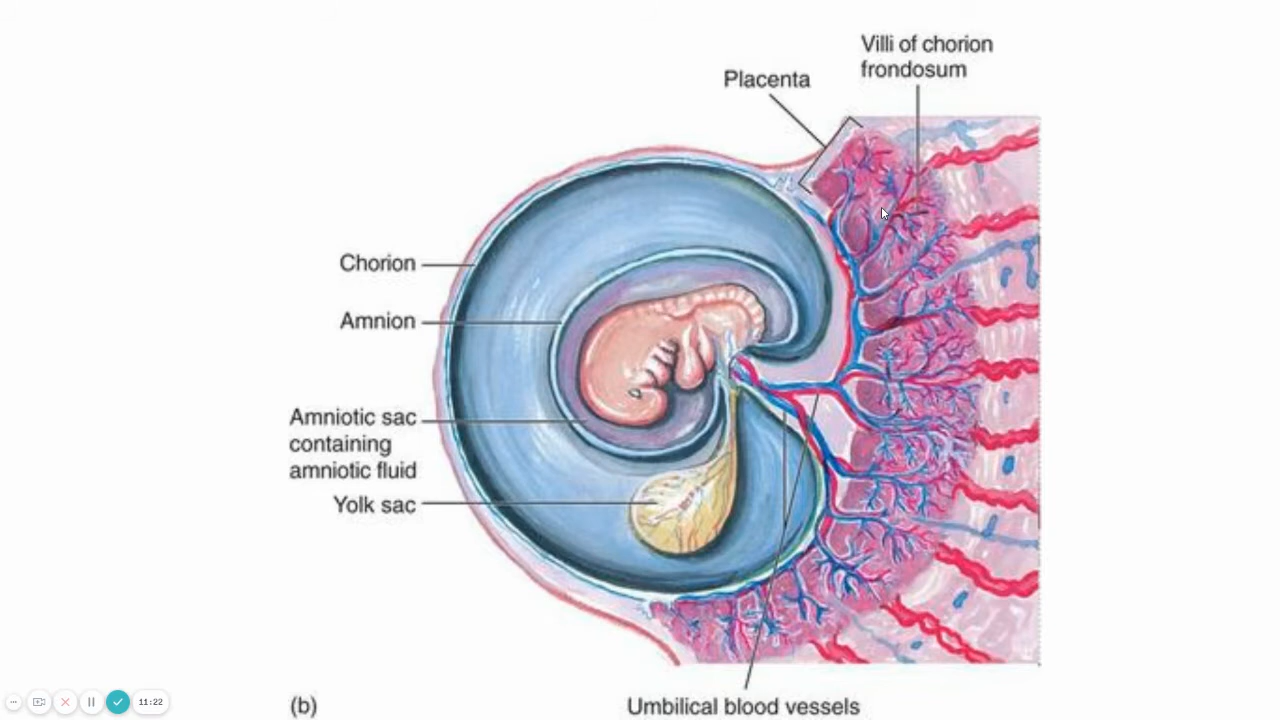 Villi of chorion
frondosum
Placenta
Chorion
Amnion
Amniotic sac
containing
amniotic fluid
Yolk sac
Umbilical blood vessels
(b)
11:22